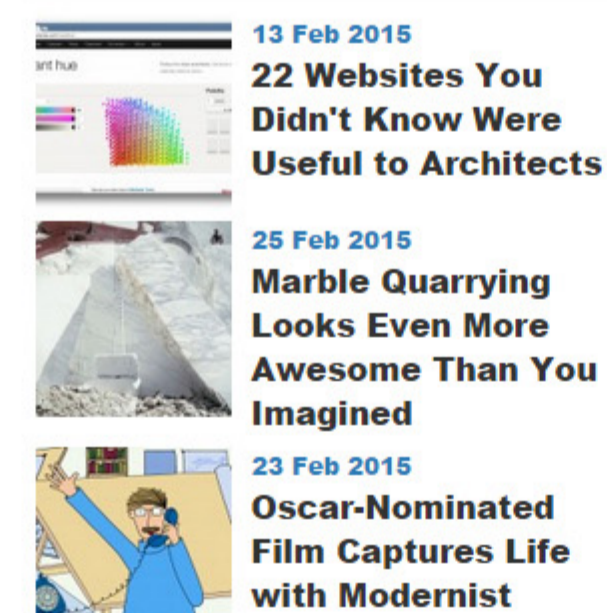 ant hue
13 Feb 2015
22 Websites You
Didn't Know Were
Useful to Architects
25 Feb 2015
Marble Quarrying
Looks Even More
Awesome Than You
Imagined
23 Feb 2015
Oscar-Nominated
Film Captures Life
with Modernist